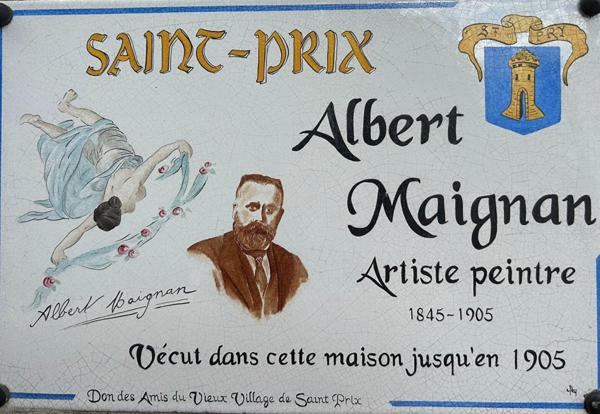 SAINT-PRIX
Albert
Maignan
Artiste peintre
1845-1905
Albert Maignan
Vécut dans cette maison jusqu'en 1905
Don des Amis du Vieux Village de Saint Prix